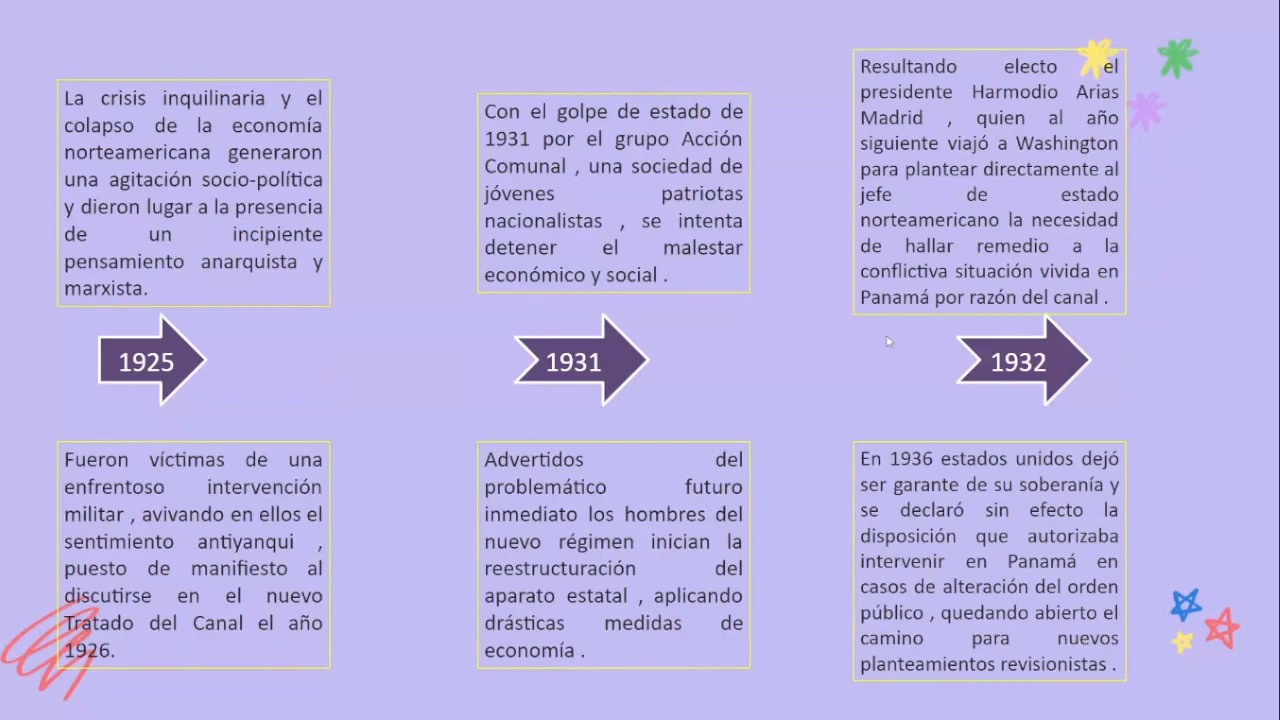 La crisis inquilinaria y el
colapso de la economía
norteamericana generaron
una agitación socio-política
y dieron lugar a la presencia
de un incipiente
pensamiento anarquista y
marxista.
1925
Fueron víctimas de una
enfrentoso intervención
militar , avivando en ellos el
sentimiento antiyanqui ,
puesto de manifiesto al
discutirse en el nuevo
Tratado del Canal el año
1926.
Con el golpe de estado de
1931 por el grupo Acción
Comunal , una sociedad de
jóvenes patriotas
nacionalistas , se intenta
detener el malestar
económico y social .
1931
Advertidos del
problemático futuro
inmediato los hombres del
nuevo régimen inician la
reestructuración del
aparato estatal , aplicando
drásticas medidas de
economía .
Resultando electo el
presidente Harmodio Arias
Madrid , quien al año
siguiente viajó a Washington
para plantear directamente al
jefe de estado
norteamericano la necesidad
de hallar remedio a la
conflictiva situación vivida en
Panamá por razón del canal .
1932
En 1936 estados unidos dejó
ser garante de su soberanía y
se declaró sin efecto la
disposición que autorizaba
intervenir en Panamá en
casos de alteración del orden
público , quedando abierto el
camino para nuevos
planteamientos revisionistas .